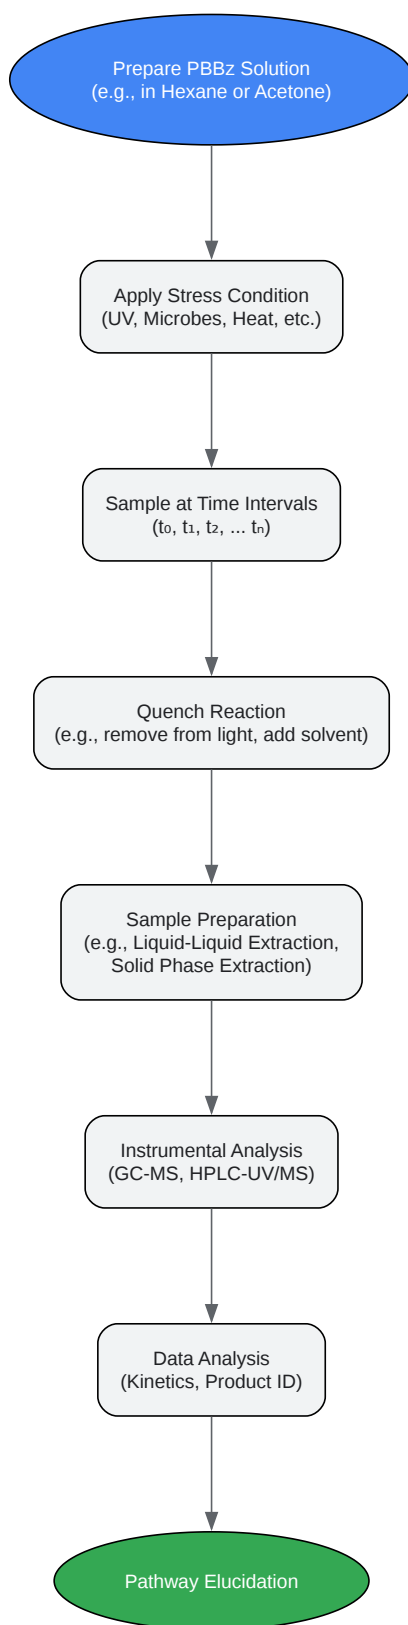 Prepare PBBz Solution
(e.g., in Hexane or Acetone)
Apply Stress Condition
(UV, Microbes, Heat, etc.)
Sample at Time Intervals
(t₀, t₁, t₂, ... tₙ)
Quench Reaction
(e.g., remove from light, add solvent)
Sample Preparation
(e.g., Liquid-Liquid Extraction,
Solid Phase Extraction)
Instrumental Analysis
(GC-MS, HPLC-UV/MS)
Data Analysis
(Kinetics, Product ID)
Pathway Elucidation